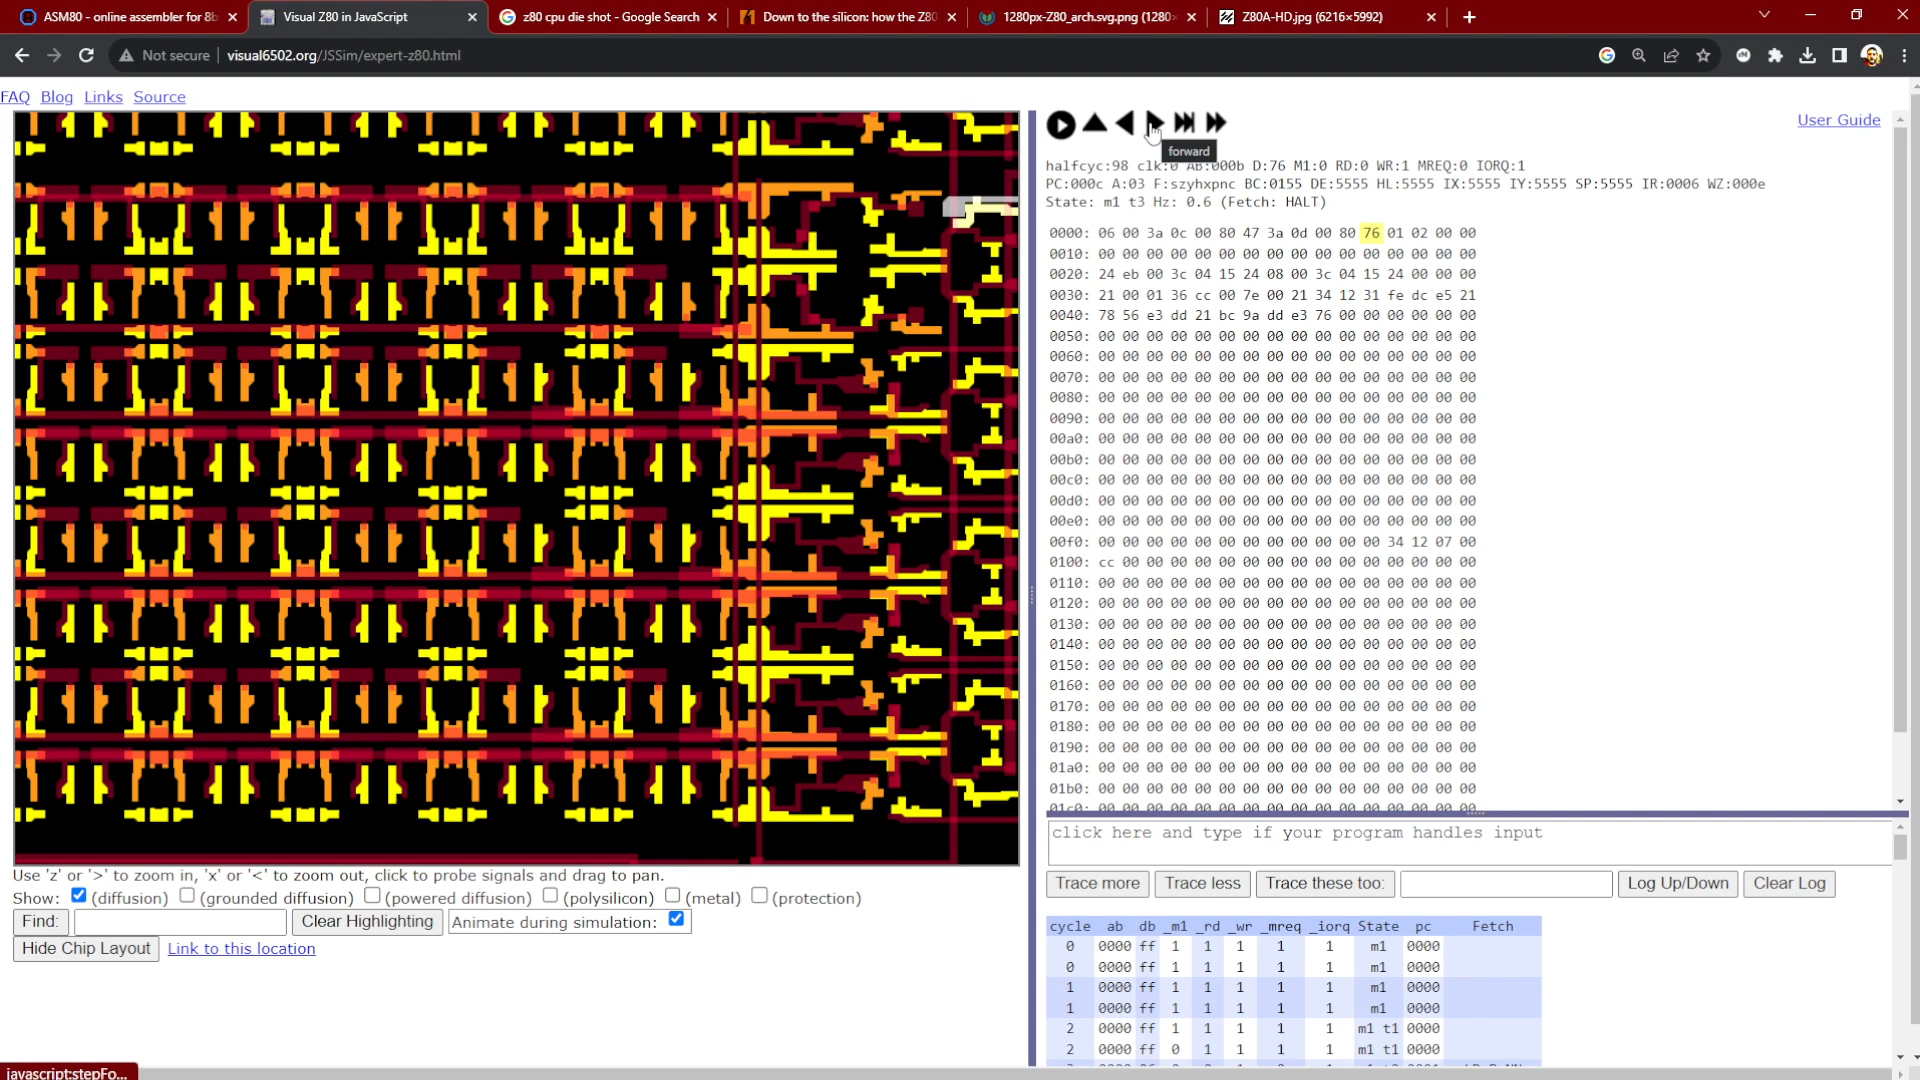 ASM80 - online assembler for 8b
Visual Z80 in JavaScript
z80 cpu die shot - Google Search
Down to the silicon: how the Z80
1280px-Z80_arch.svg.png (1280×
Z80A-HD.jpg (6216×5992)
Not secure
visual6502.org/JSSim/expert-z80.html
FAQ Blog Links Source
User Guide
forward
halfcyc:98 clk:0 AB:000b D:76 M1:0 RD:0 WR:1 MREQ:0 IORQ:1
PC:000c A:03 F:szyhxpnc BC:0155 DE:5555 HL:5555 IX:5555 IY:5555 SP:5555 IR:0006 WZ:000e
State: m1 t3 Hz: 0.6 (Fetch: HALT)
0000: 06 00 3a 0c 00 80 47 3a 0d 00 80 76 01 02 00 00
0010: 00 00 00 00 00 00 00 00 00 00 00 00 00 00 00 00
0020: 24 eb 00 3c 04 15 24 08 00 3c 04 15 24 00 00 00
0030: 21 00 01 36 cc 00 7e 00 21 34 12 31 fe dc e5 21
0040: 78 56 e3 dd 21 bc 9a dd e3 76 00 00 00 00 00 00
0050: 00 00 00 00 00 00 00 00 00 00 00 00 00 00 00 00
0060: 00 00 00 00 00 00 00 00 00 00 00 00 00 00 00 00
0070: 00 00 00 00 00 00 00 00 00 00 00 00 00 00 00 00
0080: 00 00 00 00 00 00 00 00 00 00 00 00 00 00 00 00
0090: 00 00 00 00 00 00 00 00 00 00 00 00 00 00 00 00
00a0: 00 00 00 00 00 00 00 00 00 00 00 00 00 00 00 00
00b0: 00 00 00 00 00 00 00 00 00 00 00 00 00 00 00 00
00c0: 00 00 00 00 00 00 00 00 00 00 00 00 00 00 00 00
00d0: 00 00 00 00 00 00 00 00 00 00 00 00 00 00 00 00
00e0: 00 00 00 00 00 00 00 00 00 00 00 00 00 00 00 00
00f0: 00 00 00 00 00 00 00 00 00 00 00 00 34 12 07 00
0100: cc 00 00 00 00 00 00 00 00 00 00 00 00 00 00 00
0110: 00 00 00 00 00 00 00 00 00 00 00 00 00 00 00 00
0120: 00 00 00 00 00 00 00 00 00 00 00 00 00 00 00 00
0130: 00 00 00 00 00 00 00 00 00 00 00 00 00 00 00 00
0140: 00 00 00 00 00 00 00 00 00 00 00 00 00 00 00 00
0150: 00 00 00 00 00 00 00 00 00 00 00 00 00 00 00 00
0160: 00 00 00 00 00 00 00 00 00 00 00 00 00 00 00 00
0170: 00 00 00 00 00 00 00 00 00 00 00 00 00 00 00 00
0180: 00 00 00 00 00 00 00 00 00 00 00 00 00 00 00 00
0190: 00 00 00 00 00 00 00 00 00 00 00 00 00 00 00 00
01a0: 00 00 00 00 00 00 00 00 00 00 00 00 00 00 00 00
01b0: 00 00 00 00 00 00 00 00 00 00 00 00 00 00 00 00
01c0: 00 00 00 00 00 00 00 00 00 00 00 00 00 00 00 00
click here and type if your program handles input
Trace more Trace less Trace these too: Log Up/Down Clear Log
cycle ab db _m1 _rd _wr _mreq _iorq State pc Fetch
0 0000 ff 1 1 1 1 1 m1 0000
0 0000 ff 1 1 1 1 1 m1 0000
1 0000 ff 1 1 1 1 1 m1 0000
1 0000 ff 1 1 1 1 1 m1 0000
2 0000 ff 1 1 1 1 1 m1 t1 0000
2 0000 ff 0 1 1 1 1 m1 t1 0000
Use 'z' or '>' to zoom in, 'x' or '<' to zoom out, click to probe signals and drag to pan.
Show: (diffusion) (grounded diffusion) (powered diffusion) (polysilicon) (metal) (protection)
Find: Clear Highlighting Animate during simulation:
Hide Chip Layout Link to this location
javascript:stepFo...